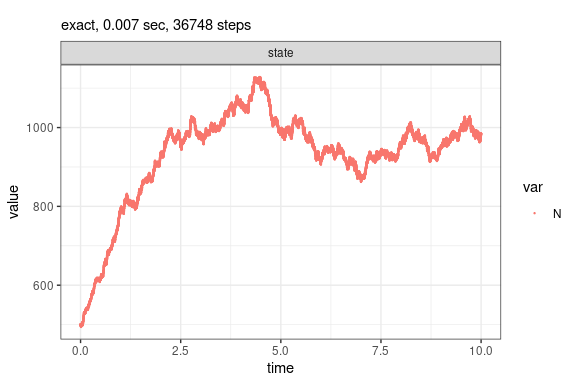 exact, 0.007 sec, 36748 steps
state
1000
800
600
value
0.0
2.5
5.0
7.5
10.0
time
var
N